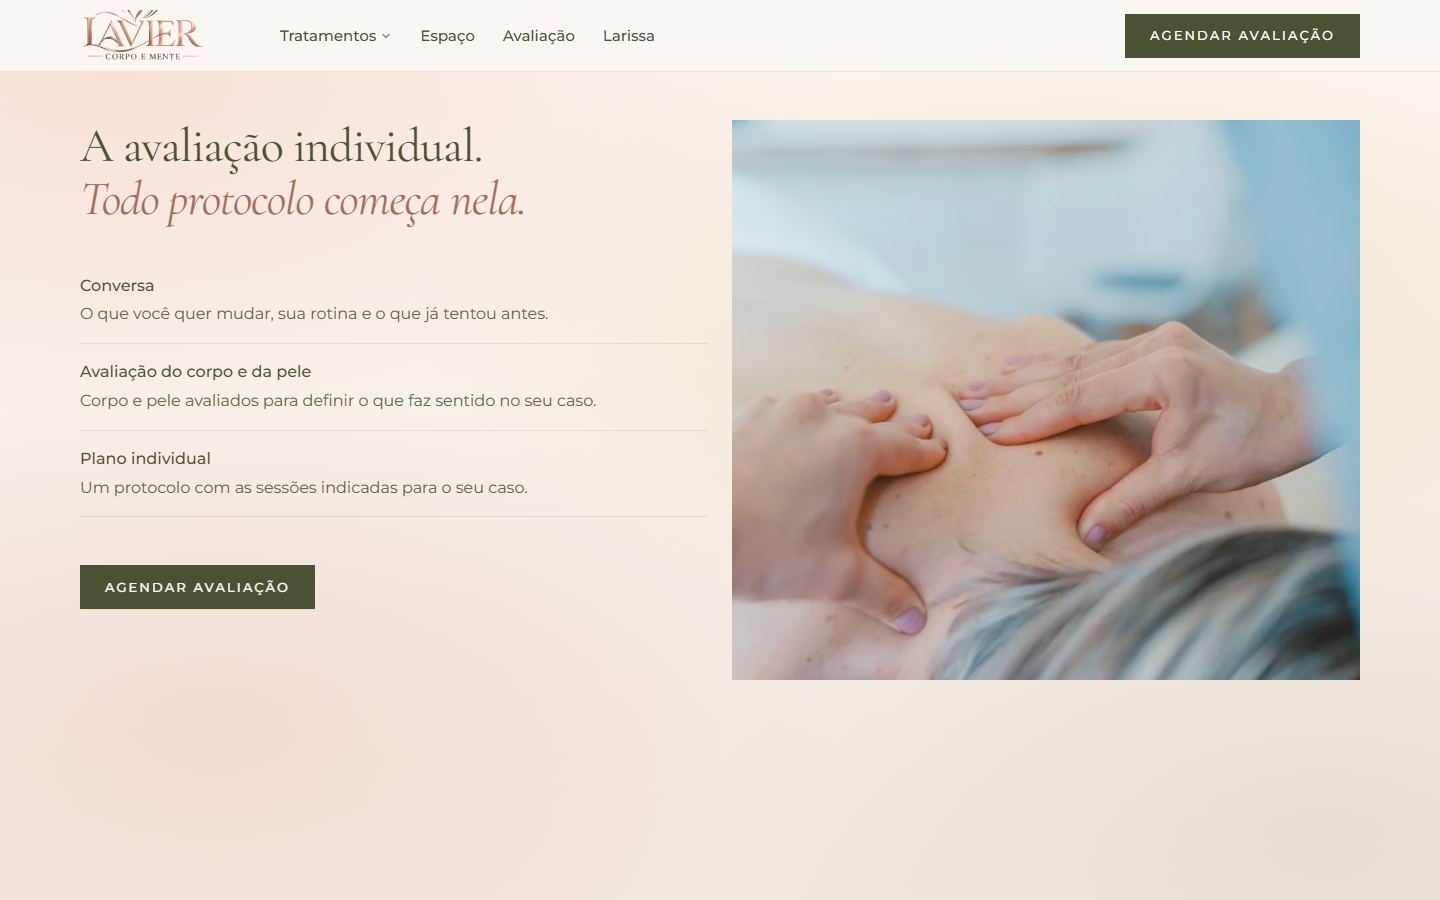 LAVIER
CORPO E MENTE
Tratamentos
Espaço
Avaliação
Larissa
AGENDAR AVALIAÇÃO
A avaliação individual.
Todo protocolo começa nela.
Conversa
O que você quer mudar, sua rotina e o que já tentou antes.
Avaliação do corpo e da pele
Corpo e pele avaliados para definir o que faz sentido no seu caso.
Plano individual
Um protocolo com as sessões indicadas para o seu caso.
AGENDAR AVALIAÇÃO